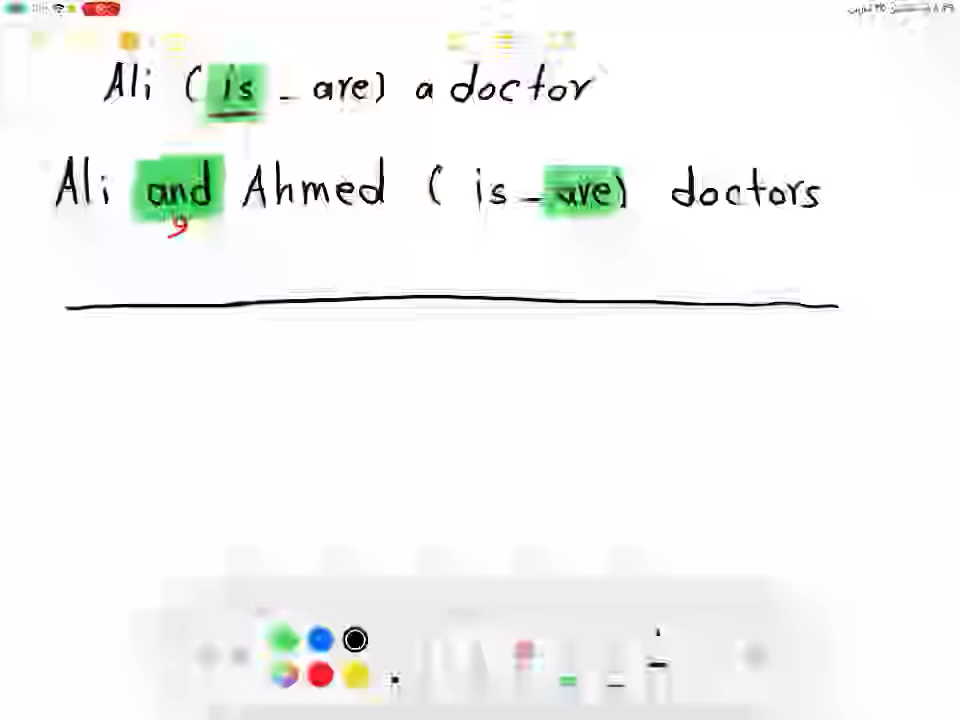 Ali ( is - are) a doctor
Ali and Ahmed ( is - are) doctors
و